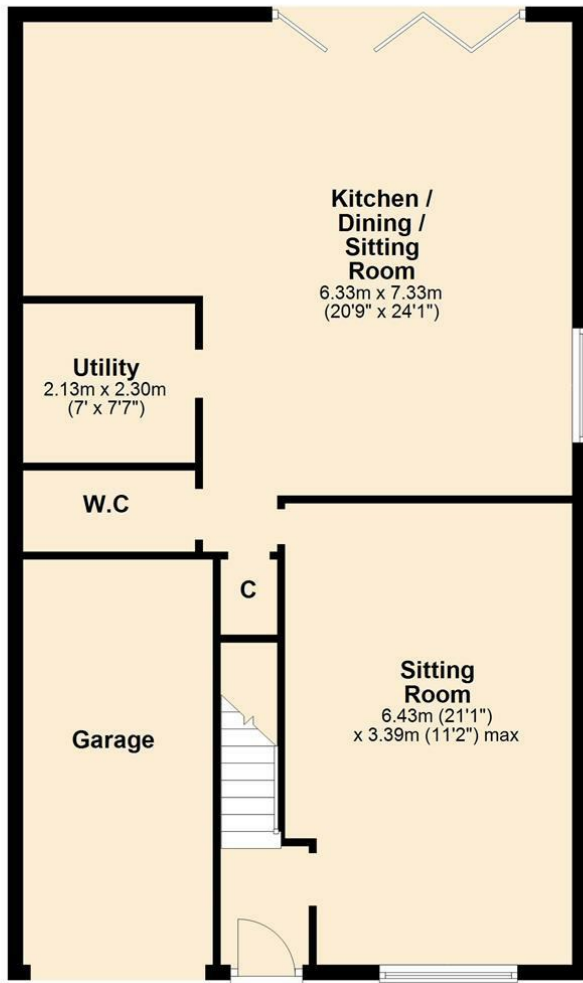 Kitchen /
Dining /
Sitting
Room
6.33m x 7.33m
(20'9" x 24'1")
Utility
2.13m x 2.30m
(7' x 7'7")
W.C
C
Sitting
Room
6.43m (21'1")
x 3.39m (11'2") max
Garage